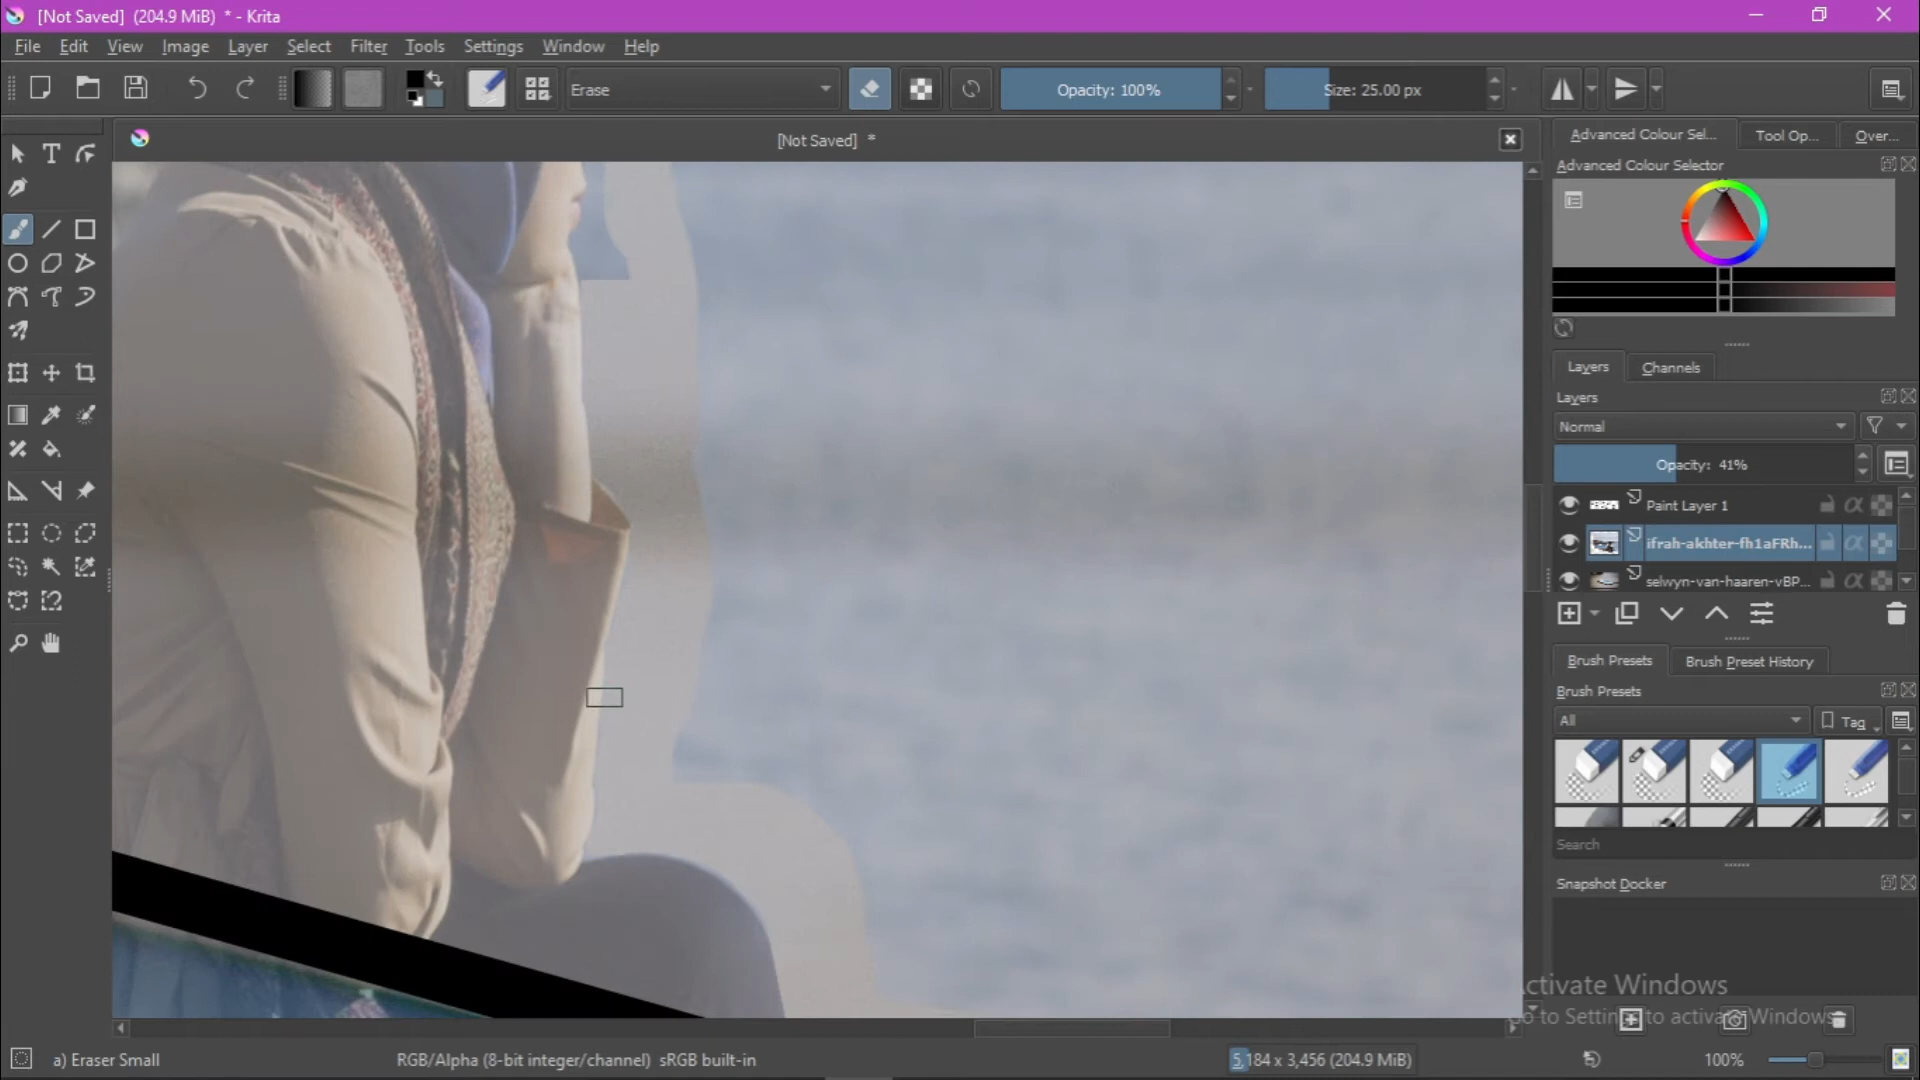 [Not Saved] (204.9 MiB) * - Krita
File Edit View Image Layer Select Filter Tools Settings Window Help
Erase
Opacity: 100%
Size: 25.00 px
[Not Saved] *
Advanced Colour Sel... Tool Op... Over...
Advanced Colour Selector
Layers Channels
Layers
Normal
Opacity: 41%
Paint Layer 1
ifrah-akhter-fh1aFRh...
selwyn-van-haaren-vBP...
Brush Presets Brush Preset History
Brush Presets
All
Tag
Search
Snapshot Docker
Activate Windows
Go to Settings to activate Windows.
a) Eraser Small
RGB/Alpha (8-bit integer/channel) sRGB built-in
5,184 x 3,456 (204.9 MiB)
100%